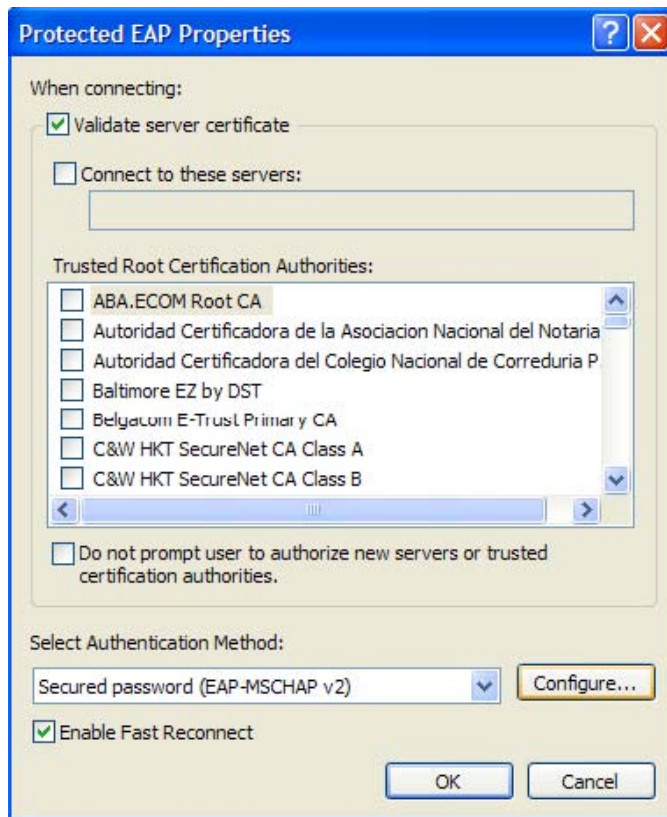 Protected EAP Properties
When connecting:
Validate server certificate
Connect to these servers:
Trusted Root Certification Authorities:
ABA.ECOM Root CA
Autoridad Certificadora de la Asociacion Nacional del Notaria
Autoridad Certificadora del Colegio Nacional de Correduria P
Baltimore EZ by DST
Belgacom E-Trust Primary CA
C&W HKT SecureNet CA Class A
C&W HKT SecureNet CA Class B
Do not prompt user to authorize new servers or trusted
certification authorities.
Select Authentication Method:
Secured password (EAP-MSCHAP v2)
Configure...
Enable Fast Reconnect
OK
Cancel